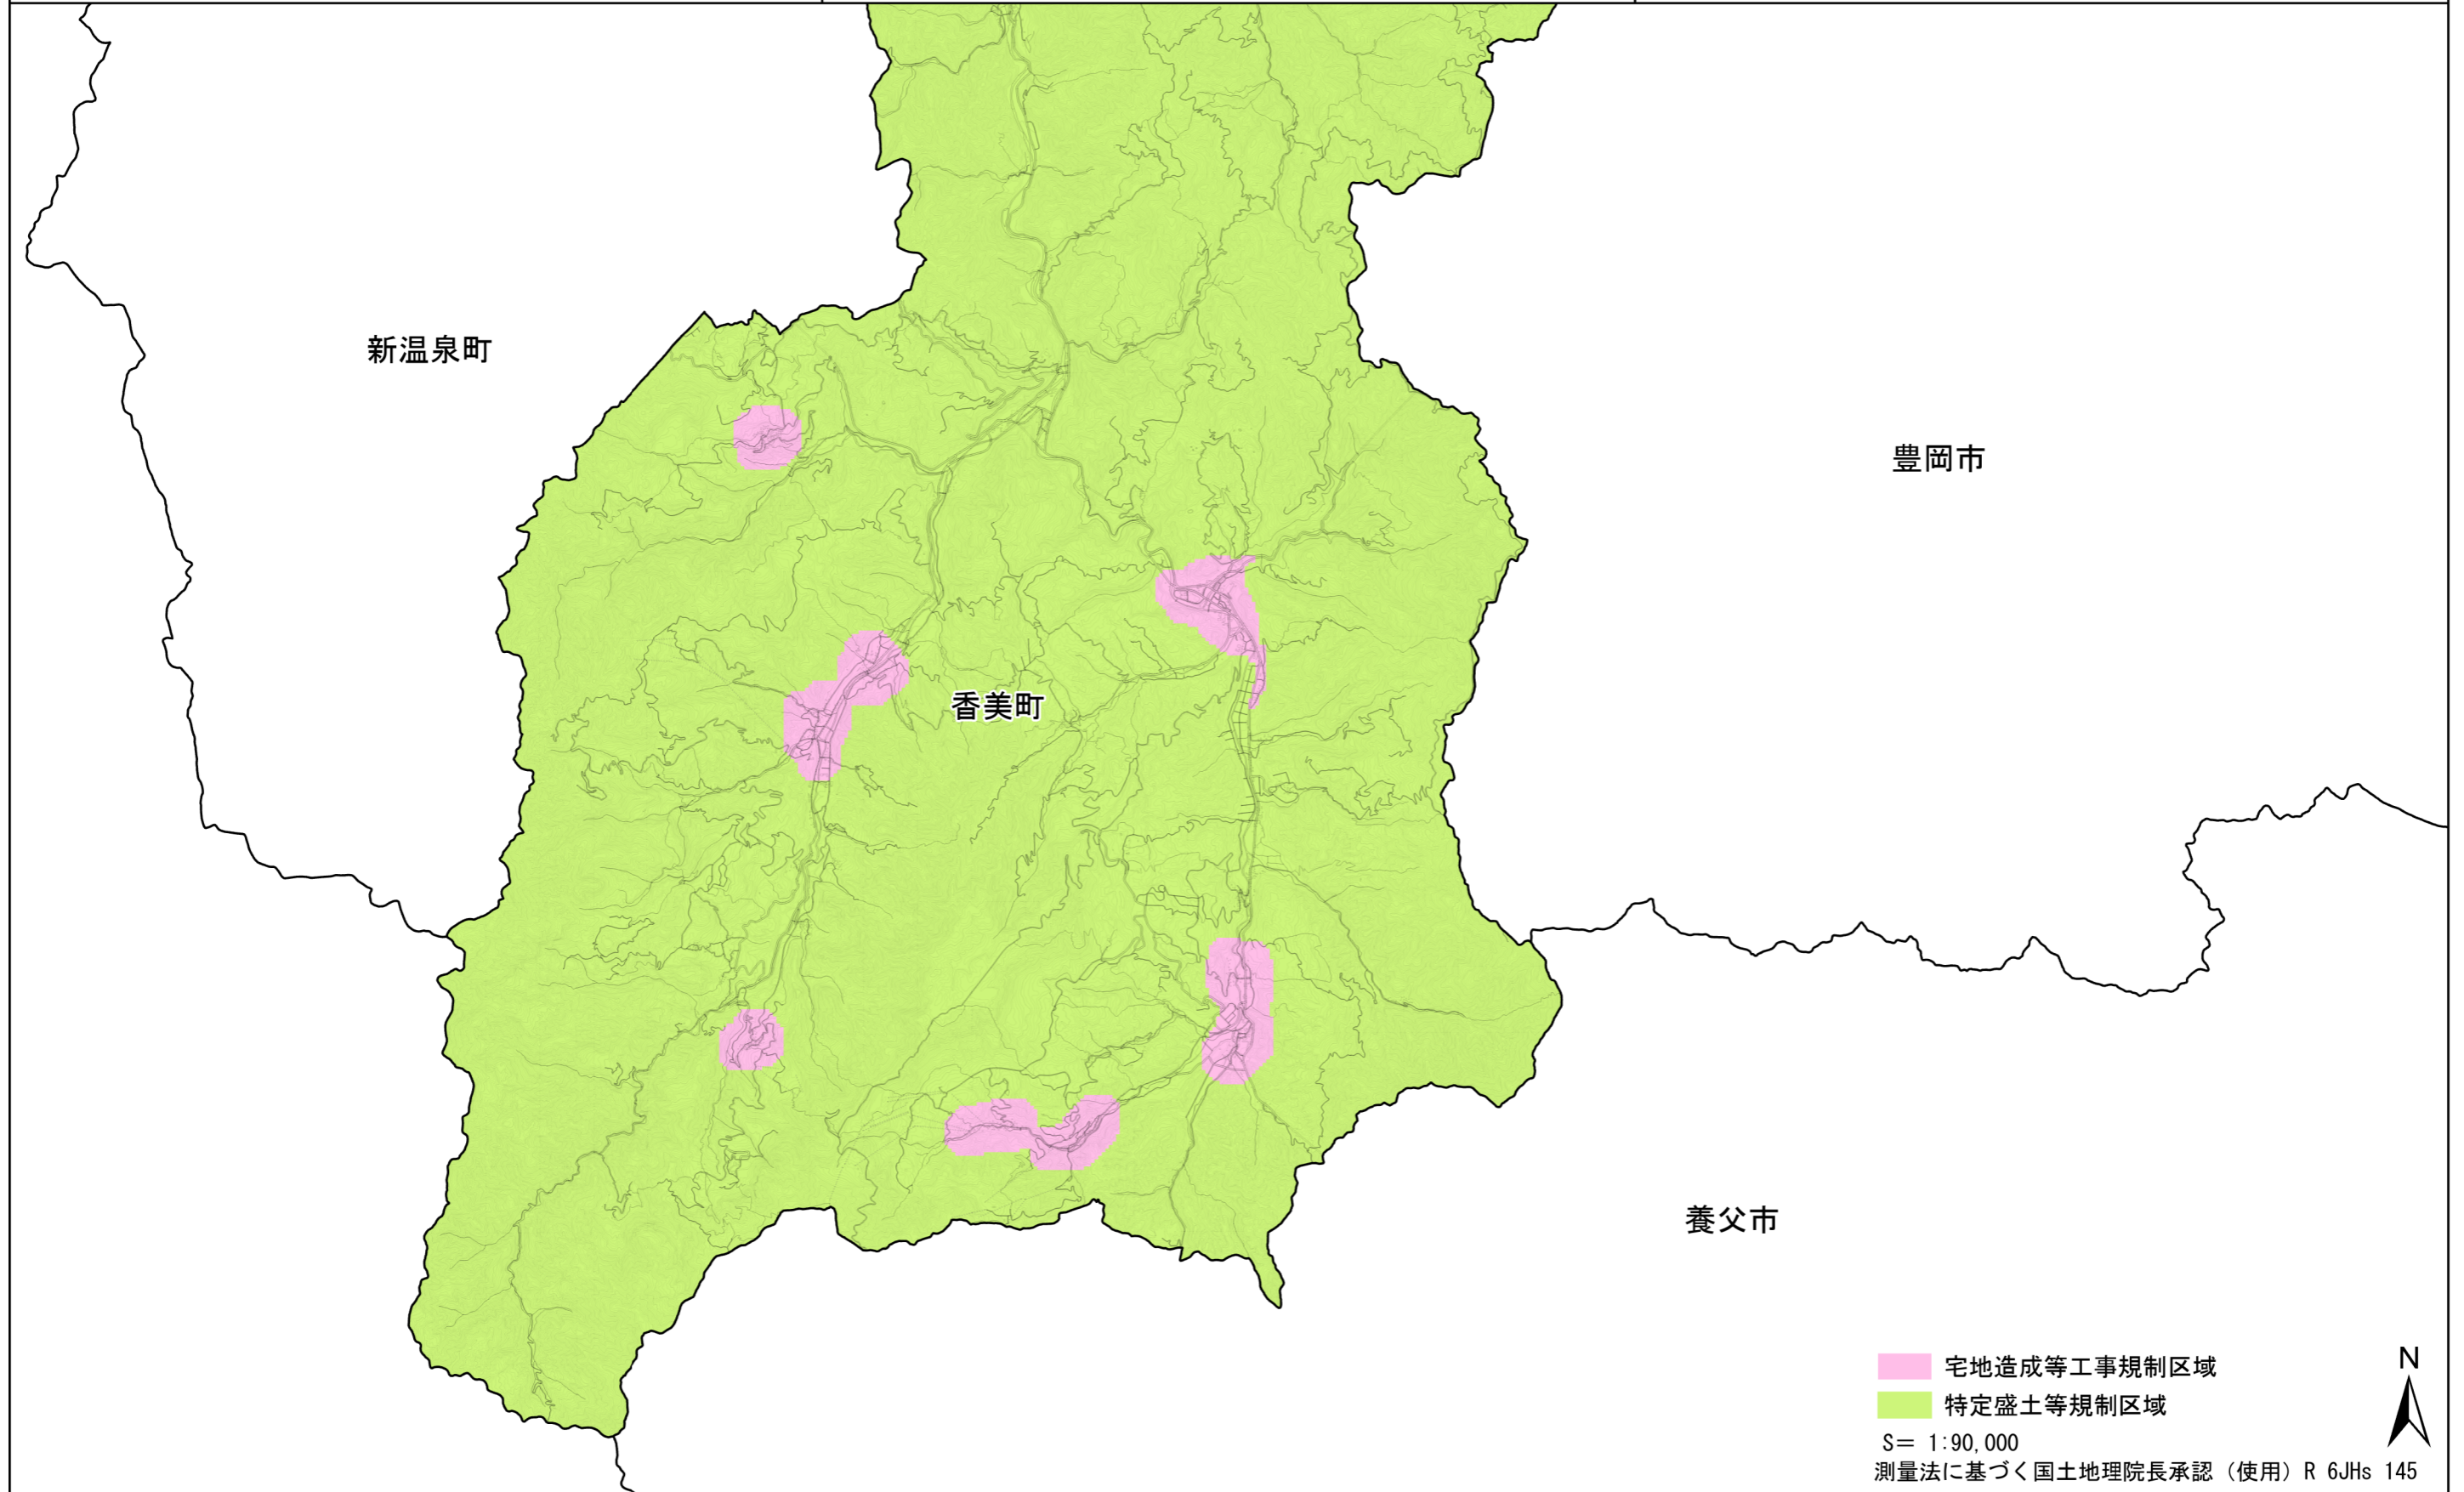 新温泉町
豊岡市
香美町
養父市
N
宅地造成等工事規制区域
特定盛土等規制区域
S= 1:90,000
測量法に基づく国土地理院長承認（使用）R 6JHs 145